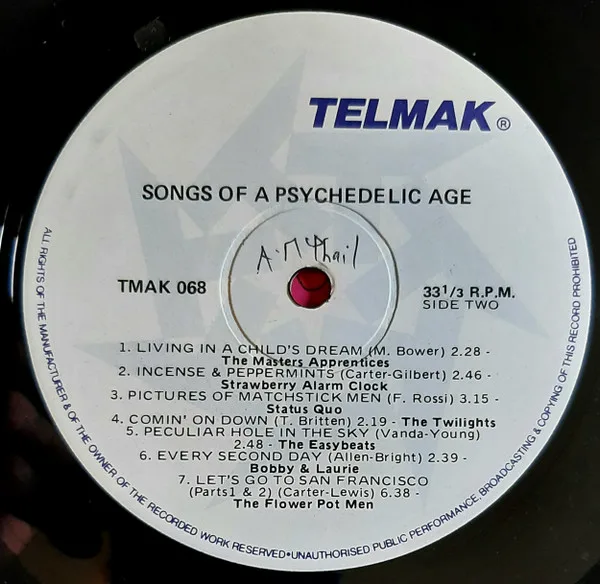 TELMAK ®
SONGS OF A PSYCHEDELIC AGE
TMAK 068
33 1/3 R.P.M.
SIDE TWO
1. LIVING IN A CHILD'S DREAM (M. Bower) 2.28 -
The Masters Apprentices
2. INCENSE & PEPPERMINTS (Carter-Gilbert) 2.46 -
Strawberry Alarm Clock
3. PICTURES OF MATCHSTICK MEN (F. Rossi) 3.15 -
Status Quo
4. COMIN' ON DOWN (T. Britten) 2.19 - The Twilights
5. PECULIAR HOLE IN THE SKY (Vanda-Young)
2.48 - The Easybeats
6. EVERY SECOND DAY (Allen-Bright) 2.39 -
Bobby & Laurie
7. LET'S GO TO SAN FRANCISCO
(Parts1 & 2) (Carter-Lewis) 6.38 -
The Flower Pot Men
ALL RIGHTS OF THE MANUFACTURER & OF THE OWNER OF THE RECORDED WORK RESERVED•UNAUTHORISED PUBLIC PERFORMANCE, BROADCASTING & COPYING OF THIS RECORD PROHIBITED